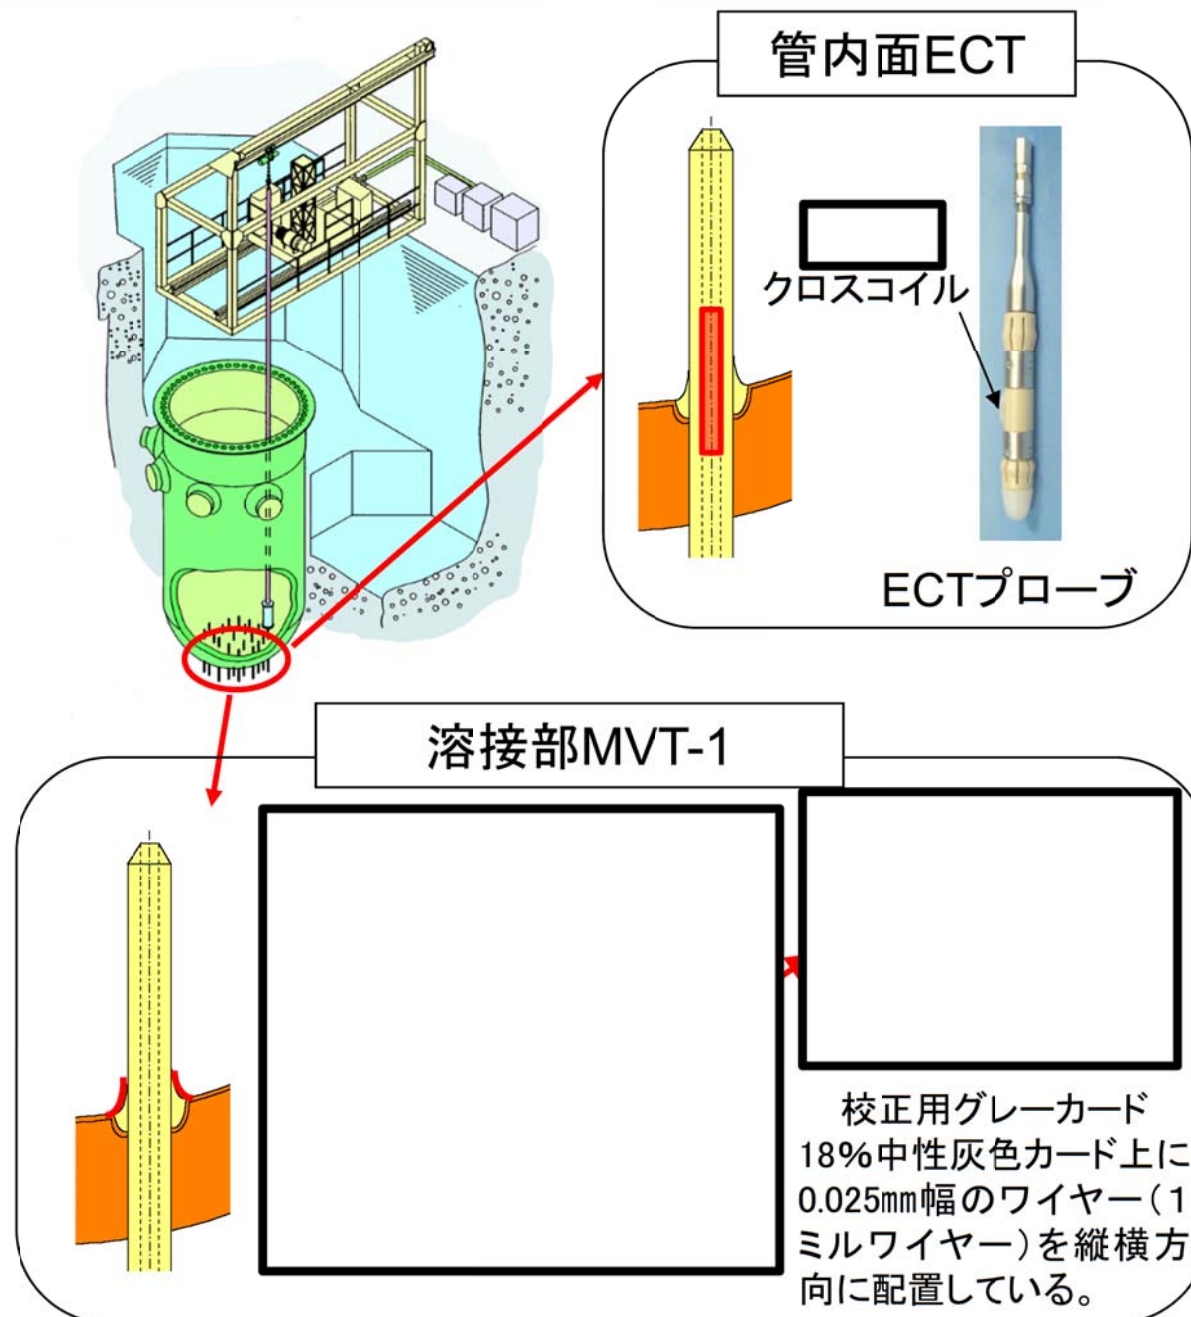 管内面ECT
クロスコイル
ECTプローブ
溶接部MVT-1
校正用グレーカード
18%中性灰色カード上に
0.025㎜幅のワイヤー(1
ミルワイヤー)を縦横方
向に配置している。